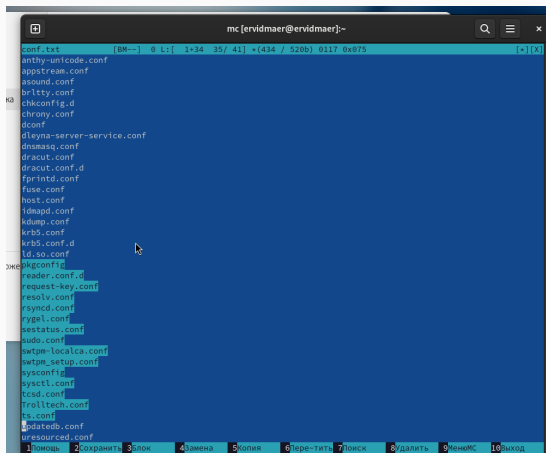 mc [ervidmaer@ervidmaer]:~
conf.txt [BM--] 0 L:[ 1+34 35/ 41] *(434 / 520b) 0117 0x075 [*][X]
anthy-unicode.conf
appstream.conf
asound.conf
brltty.conf
chkconfig.d
chrony.conf
dconf
dleyna-server-service.conf
dnsmasq.conf
dracut.conf
dracut.conf.d
fprintd.conf
fuse.conf
host.conf
idmapd.conf
kdump.conf
krb5.conf
krb5.conf.d
ld.so.conf
pkgconfig
reader.conf.d
request-key.conf
resolv.conf
rsyncd.conf
rygel.conf
sestatus.conf
sudo.conf
swtpm-localca.conf
swtpm_setup.conf
sysconfig
sysctl.conf
tcsd.conf
Trolltech.conf
ts.conf
updatedb.conf
uresourced.conf
1Помощь 2Сохранить 3Блок 4Замена 5Копия 6Пере~тить 7Поиск 8Удалить 9МенюMC 10Выход